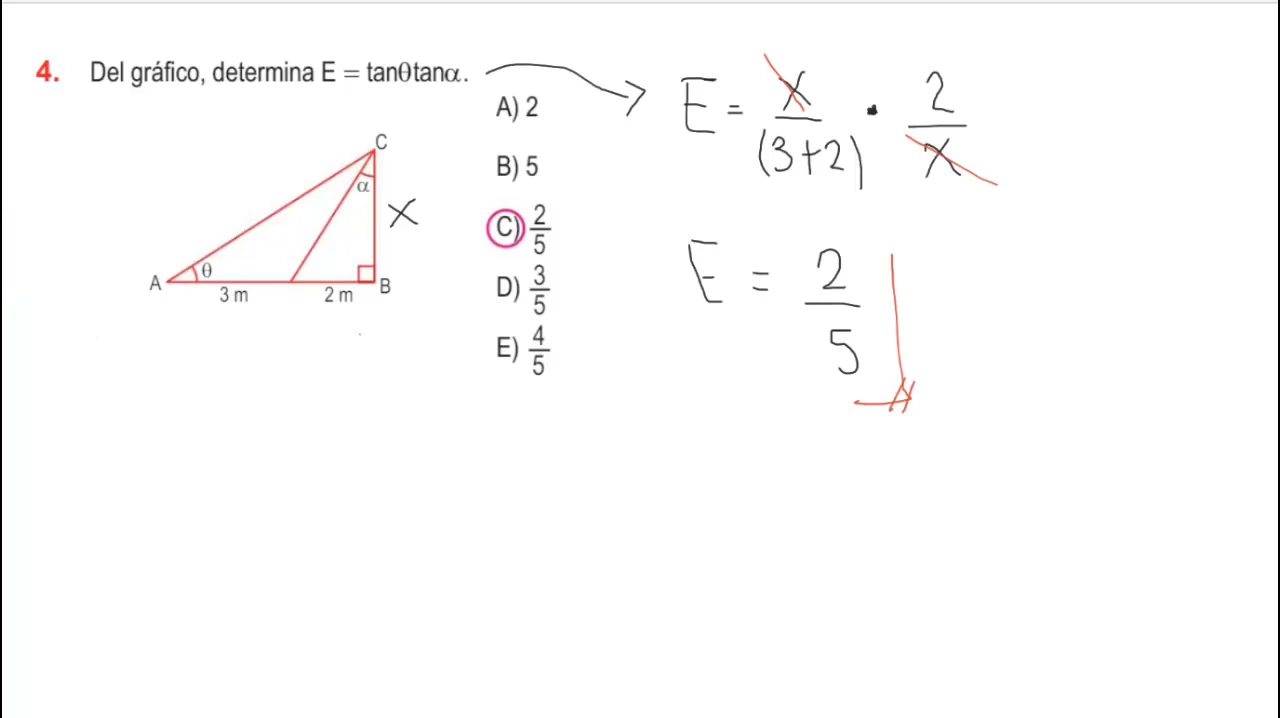 4. Del gráfico, determina E = tanθtanα.
A) 2
B) 5
C) 2/5
D) 3/5
E) 4/5
C
α
X
A
θ
B
3 m
2 m
E = x/(3+2) · 2/x
E = 2/5